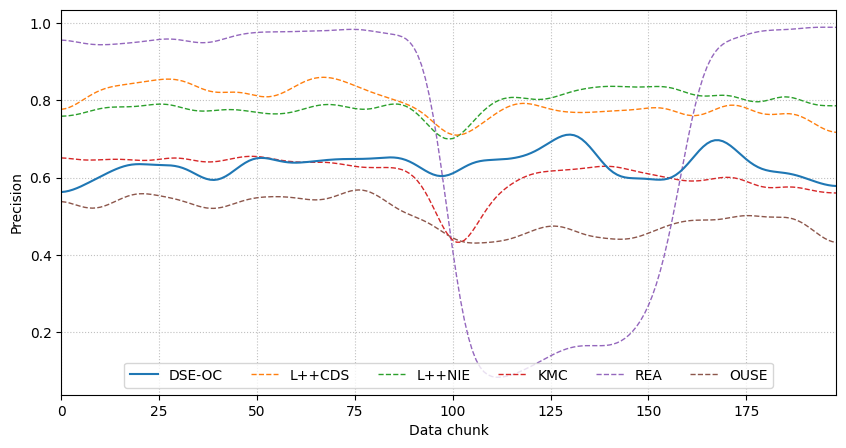 1.0
0.8
0.6
0.4
0.2
Precision
DSE-OC L++CDS L++NIE KMC REA OUSE
0 25 50 75 100 125 150 175
Data chunk